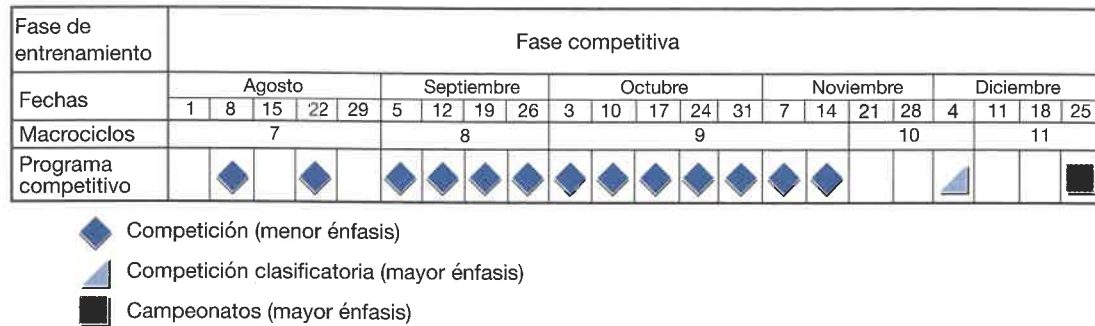 Fase de
entrenamiento
Fase competitiva
Fechas
Agosto Septiembre Octubre Noviembre Diciembre
1 8 15 22 29 5 12 19 26 3 10 17 24 31 7 14 21 28 4 11 18 25
Macrociclos 7 8 9 10 11
Programa
competitivo
Competición (menor énfasis)
Competición clasificatoria (mayor énfasis)
Campeonatos (mayor énfasis)